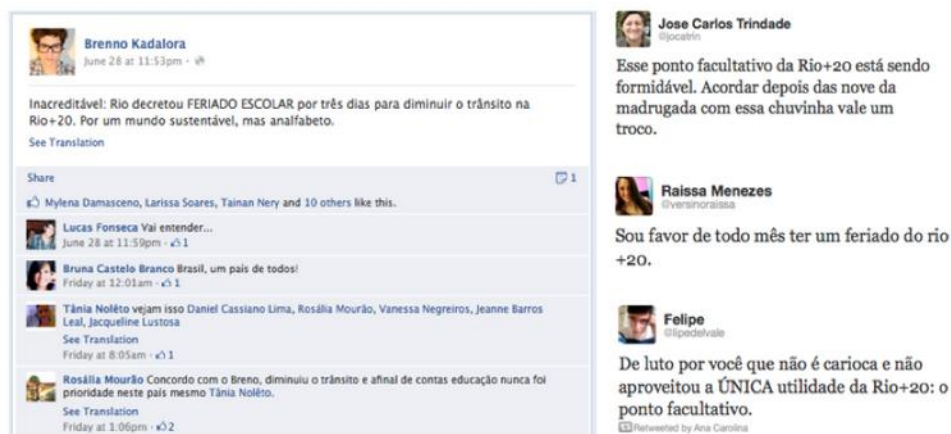 Brenno Kadalora
June 28 at 11:53pm ·
Inacreditável: Rio decretou FERIADO ESCOLAR por três dias para diminuir o trânsito na
Rio+20. Por um mundo sustentável, mas analfabeto.
See Translation
Share 1
Mylena Damasceno, Larissa Soares, Tainan Nery and 10 others like this.
Lucas Fonseca Vai entender...
June 28 at 11:59pm · 1
Bruna Castelo Branco Brasil, um país de todos!
Friday at 12:01am · 1
Tânia Nolêto vejam isso Daniel Cassiano Lima, Rosália Mourão, Vanessa Negreiros, Jeanne Barros
Leal, Jacqueline Lustosa
See Translation
Friday at 8:05am · 1
Rosália Mourão Concordo com o Breno, diminuiu o trânsito e afinal de contas educação nunca foi
prioridade neste país mesmo Tânia Nolêto.
See Translation
Friday at 1:06pm · 2
Jose Carlos Trindade
@jocatrin
Esse ponto facultativo da Rio+20 está sendo
formidável. Acordar depois das nove da
madrugada com essa chuvinha vale um
troco.
Raissa Menezes
@versinoraissa
Sou favor de todo mês ter um feriado do rio
+20.
Felipe
@lipedelvale
De luto por você que não é carioca e não
aproveitou a ÚNICA utilidade da Rio+20: o
ponto facultativo.
Retweeted by Ana Carolina